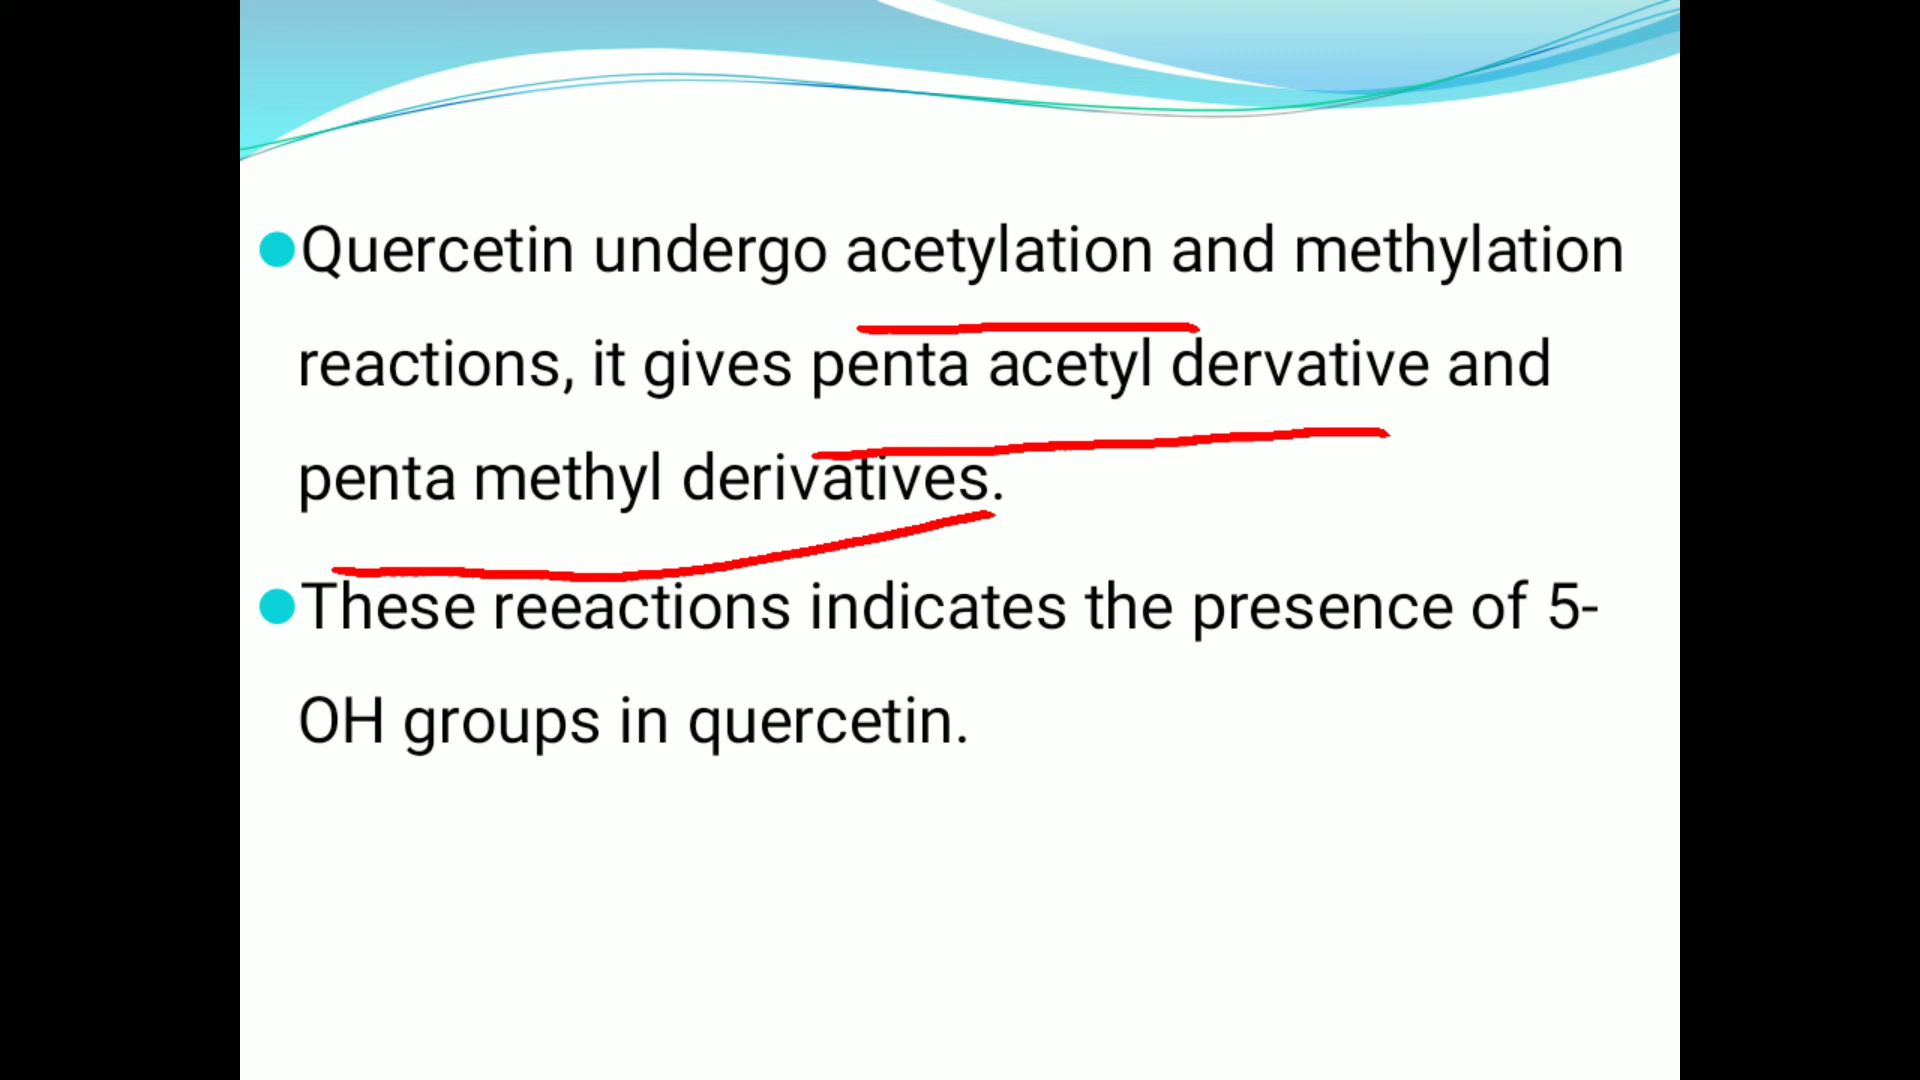 Quercetin undergo acetylation and methylation
reactions, it gives penta acetyl dervative and
penta methyl derivatives.
These reeactions indicates the presence of 5-
OH groups in quercetin.